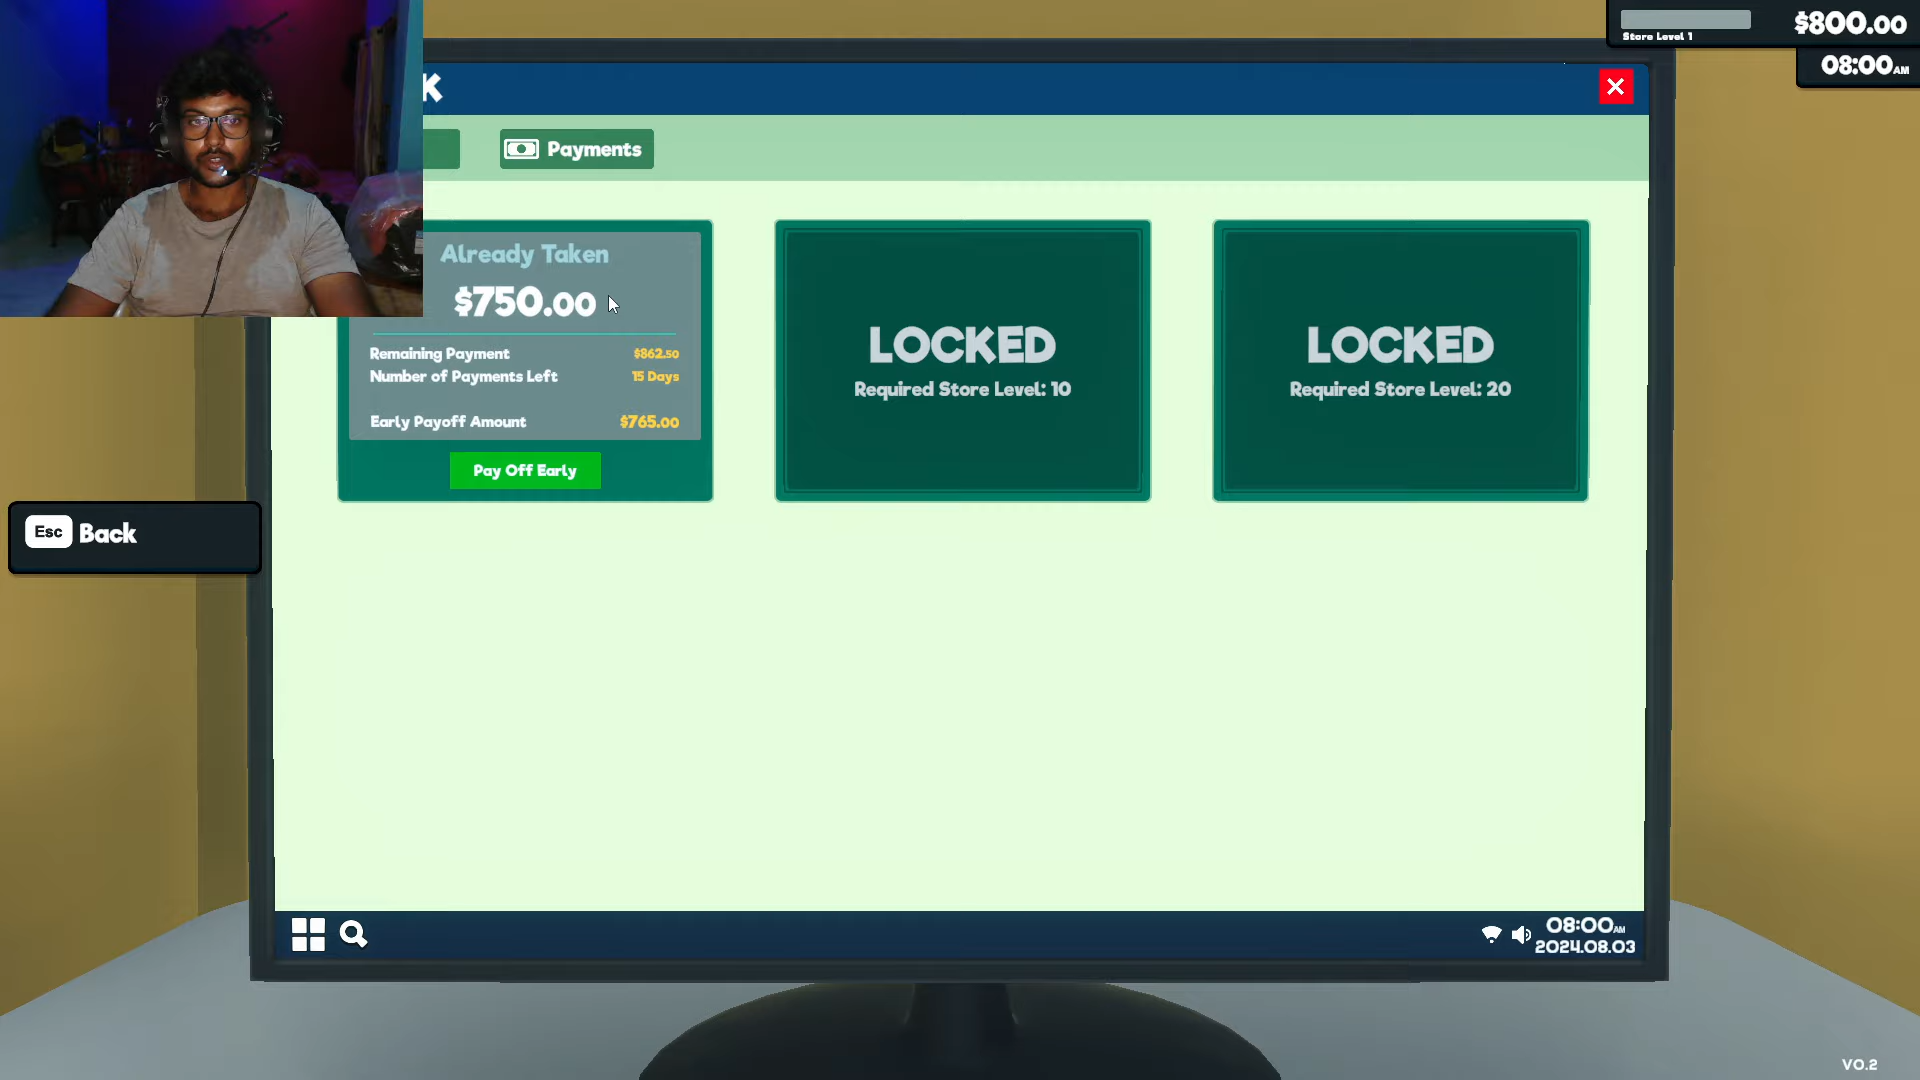 $800.00
Store Level 1
08:00AM
K
Payments
Already Taken
$750.00
Remaining Payment $862.50
Number of Payments Left 15 Days
Early Payoff Amount $765.00
Pay Off Early
LOCKED
Required Store Level: 10
LOCKED
Required Store Level: 20
Esc Back
08:00AM
2024.08.03
V0.2